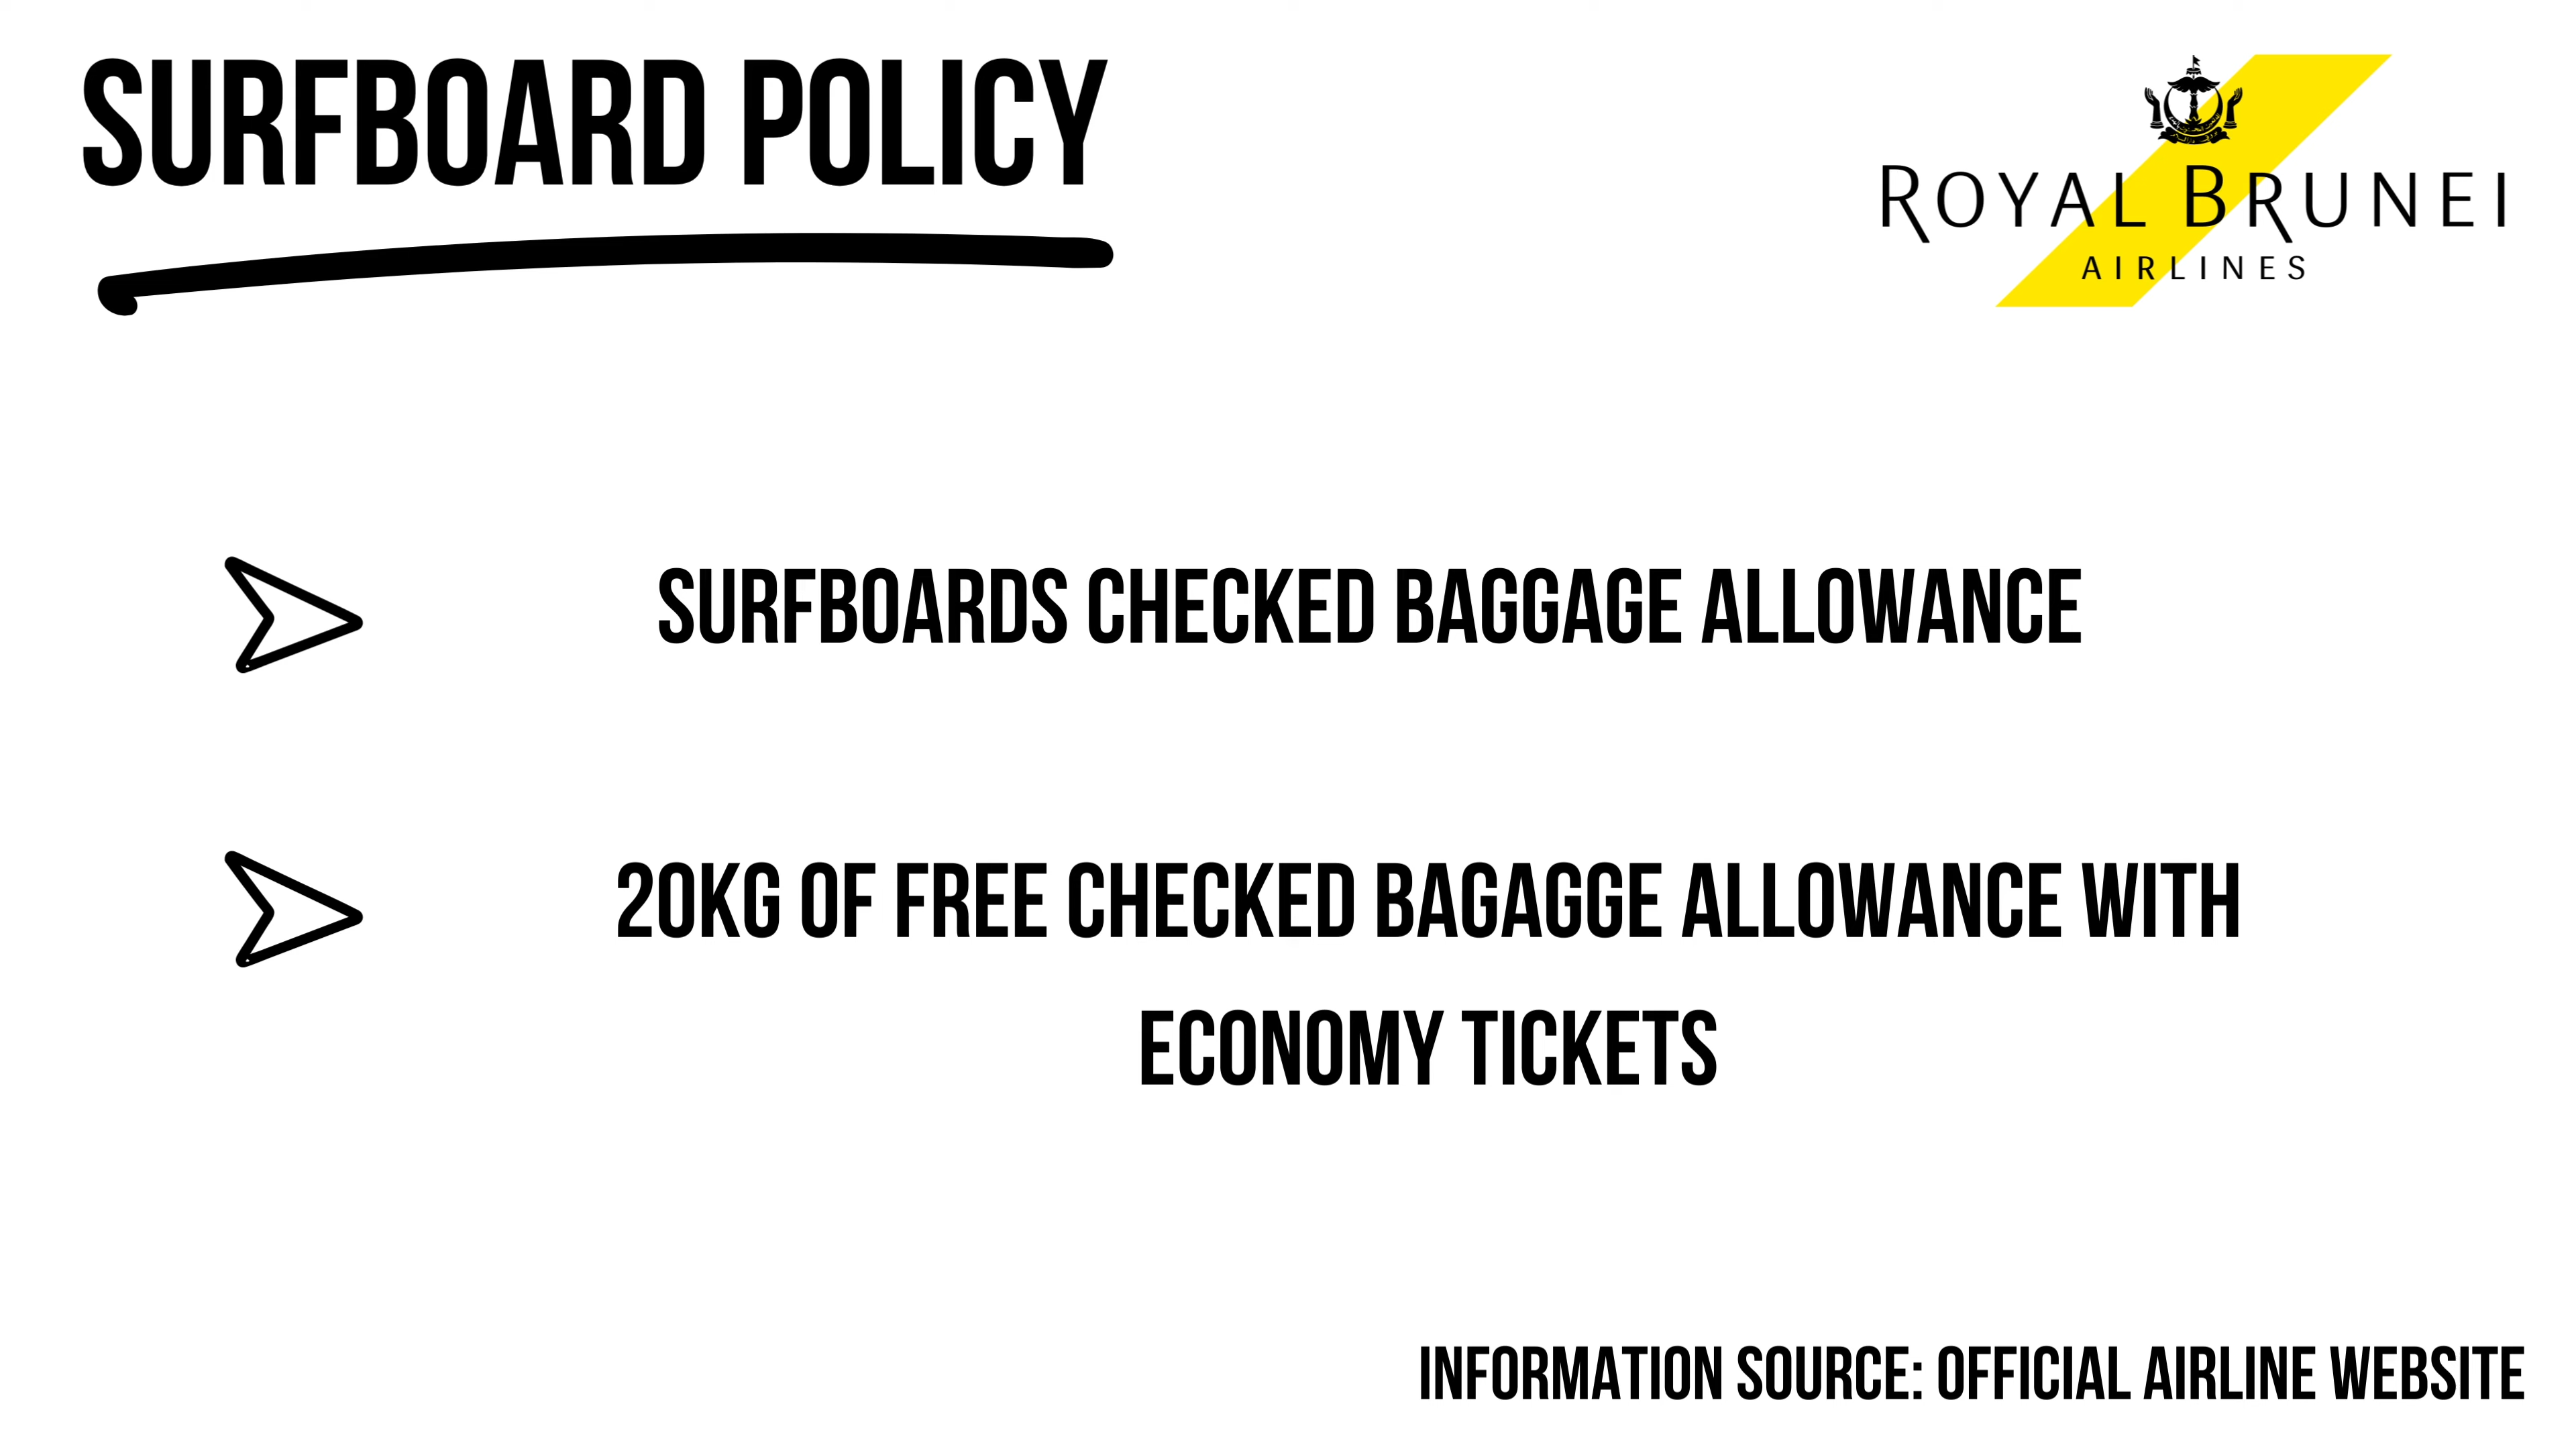 SURFBOARD POLICY
ROYAL BRUNEI
AIRLINES
SURFBOARDS CHECKED BAGGAGE ALLOWANCE
20KG OF FREE CHECKED BAGAGGE ALLOWANCE WITH
ECONOMY TICKETS
INFORMATION SOURCE: OFFICIAL AIRLINE WEBSITE